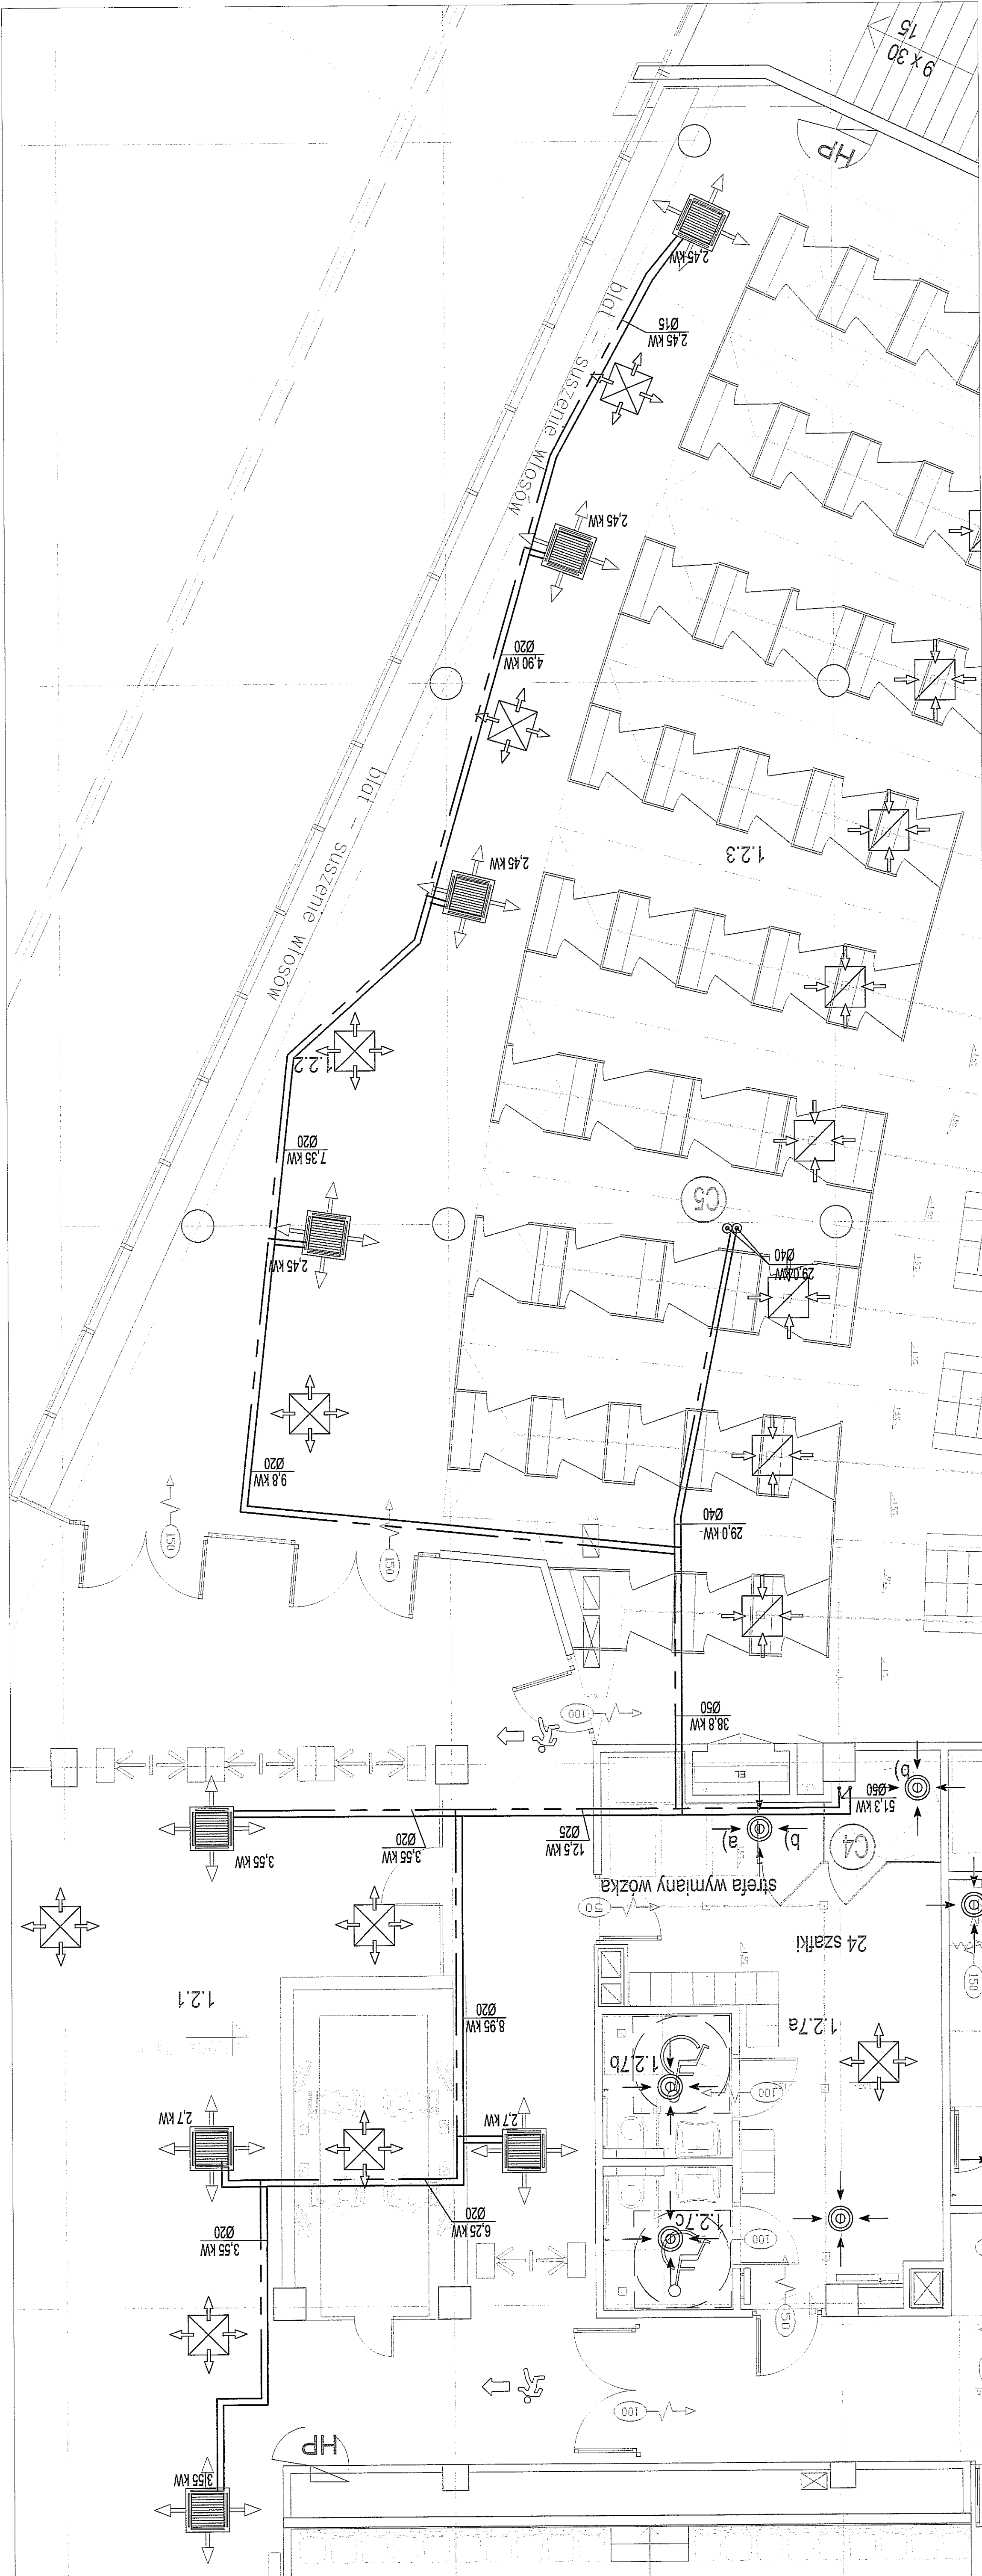 9 x 30
15
HP
2,45 kW
2,45 kW
Ø15
blat - suszenie włosów
2,45 kW
4,90 kW
Ø20
blat - suszenie włosów
2,45 kW
1.2.3
1.2.2
7,35 kW
Ø20
C5
2,45 kW
29,0 kW
Ø40
9,8 kW
Ø20
29,0 kW
Ø40
150
150
100
38,8 kW
Ø50
EL
b)
51,3 kW
Ø50
C4
a)
b)
12,5 kW
Ø25
3,55 kW
Ø20
3,55 kW
strefa wymiany wózka
50
24 szafki
150
1.2.1
8,95 kW
Ø20
1.2.7a
1.2.7b
100
2,7 kW
2,7 kW
6,25 kW
Ø20
1.2.7c
100
3,55 kW
Ø20
50
100
HP
3,55 kW